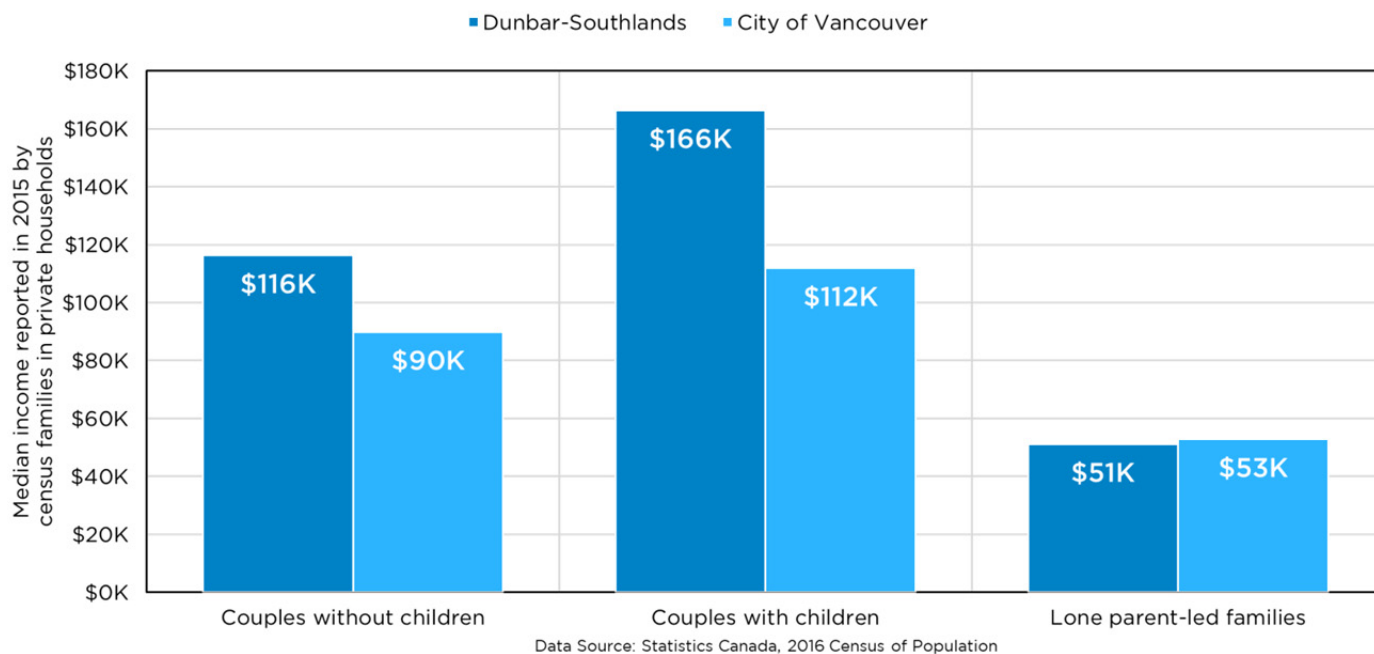 Dunbar-Southlands City of Vancouver
Median income reported in 2015 by
census families in private households
$180K
$160K
$140K
$120K
$100K
$80K
$60K
$40K
$20K
$0K
$116K
$90K
$166K
$112K
$51K
$53K
Couples without children
Couples with children
Lone parent-led families
Data Source: Statistics Canada, 2016 Census of Population